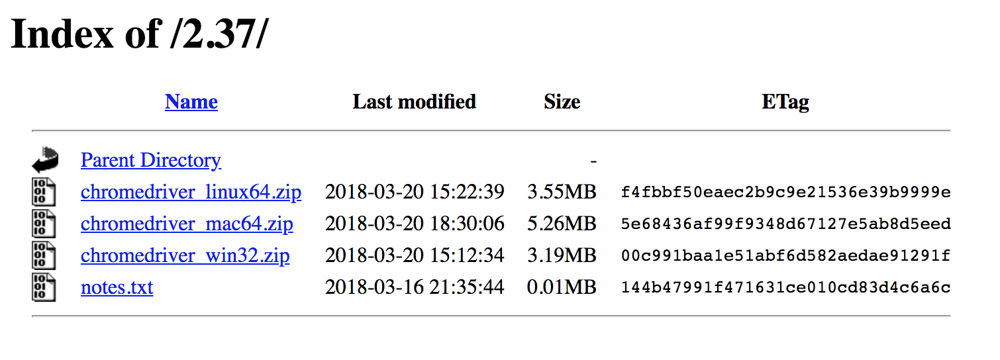 Index of /2.37/
Name Last modified Size ETag
Parent Directory -
chromedriver_linux64.zip 2018-03-20 15:22:39 3.55MB f4fbbf50eaec2b9c9e21536e39b9999e
chromedriver_mac64.zip 2018-03-20 18:30:06 5.26MB 5e68436af99f9348d67127e5ab8d5eed
chromedriver_win32.zip 2018-03-20 15:12:34 3.19MB 00c991baa1e51abf6d582aedae91291f
notes.txt 2018-03-16 21:35:44 0.01MB 144b47991f471631ce010cd83d4c6a6c